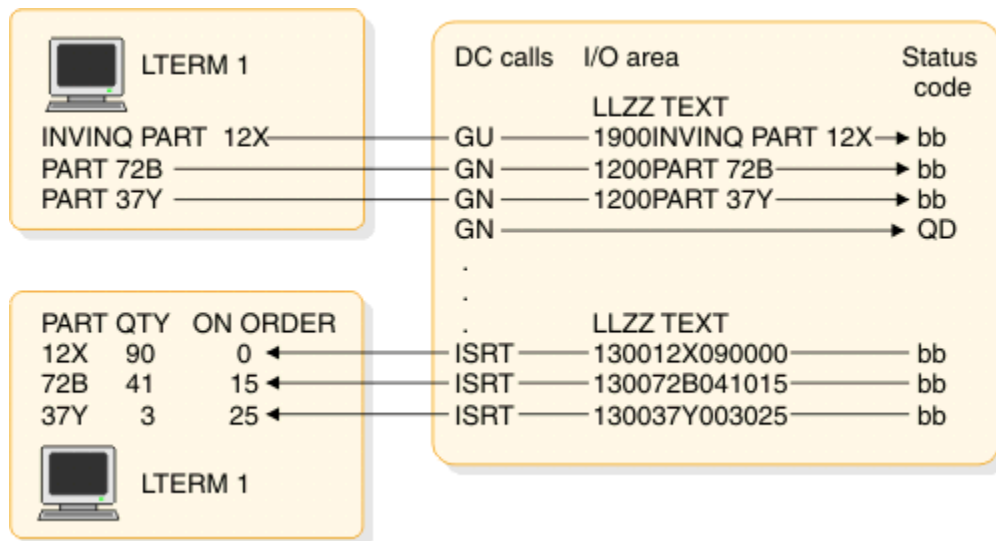 LTERM 1
INVINQ PART 12X
PART 72B
PART 37Y
DC calls I/O area Status code
LLZZ TEXT
GU 1900INVINQ PART 12X bb
GN 1200PART 72B bb
GN 1200PART 37Y bb
GN QD
.
.
. LLZZ TEXT
ISRT 130012X090000 bb
ISRT 130072B041015 bb
ISRT 130037Y003025 bb
PART QTY ON ORDER
12X 90 0
72B 41 15
37Y 3 25
LTERM 1